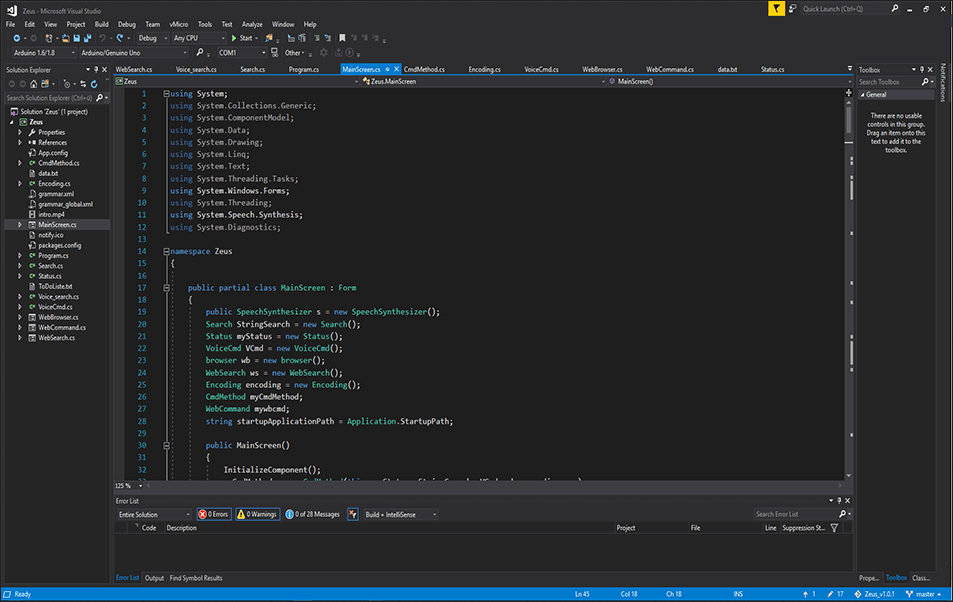 Zeus - Microsoft Visual Studio
Quick Launch (Ctrl+Q)
File Edit View Project Build Debug Team vMicro Tools Test Analyze Window Help
Debug Any CPU Start
Arduino 1.6/1.8 Arduino/Genuino Uno COM1 Other
Solution Explorer
Search Solution Explorer (Ctrl+ü)
Solution 'Zeus' (1 project)
Zeus
Properties
References
App.config
CmdMethod.cs
data.txt
Encoding.cs
grammar.xml
grammar_global.xml
intro.mp4
MainScreen.cs
notify.ico
packages.config
Program.cs
Search.cs
Status.cs
ToDoListe.txt
Voice_search.cs
VoiceCmd.cs
WebBrowser.cs
WebCommand.cs
WebSearch.cs
WebSearch.cs Voice_search.cs Search.cs Program.cs MainScreen.cs CmdMethod.cs Encoding.cs VoiceCmd.cs WebBrowser.cs WebCommand.cs data.txt Status.cs
Zeus Zeus.MainScreen MainScreen()
1 using System;
2 using System.Collections.Generic;
3 using System.ComponentModel;
4 using System.Data;
5 using System.Drawing;
6 using System.Linq;
7 using System.Text;
8 using System.Threading.Tasks;
9 using System.Windows.Forms;
10 using System.Threading;
11 using System.Speech.Synthesis;
12 using System.Diagnostics;
13
14 namespace Zeus
15 {
16
17 public partial class MainScreen : Form
18 {
19 public SpeechSynthesizer s = new SpeechSynthesizer();
20 Search StringSearch = new Search();
21 Status myStatus = new Status();
22 VoiceCmd VCmd = new VoiceCmd();
23 browser wb = new browser();
24 WebSearch ws = new WebSearch();
25 Encoding encoding = new Encoding();
26 CmdMethod myCmdMethod;
27 WebCommand mywbcmd;
28 string startupApplicationPath = Application.StartupPath;
29
30 public MainScreen()
31 {
32 InitializeComponent();
125 %
Toolbox
Search Toolbox
General
There are no usable
controls in this group.
Drag an item onto this
text to add it to the
toolbox.
Notifications
Error List
Entire Solution 0 Errors 0 Warnings 0 of 28 Messages Build + IntelliSense Search Error List
Code Description Project File Line Suppression St...
Error List Output Find Symbol Results
Prope... Toolbox Class...
Ready Ln 45 Col 18 Ch 18 INS 1 17 Zeus_v1.0.1 master